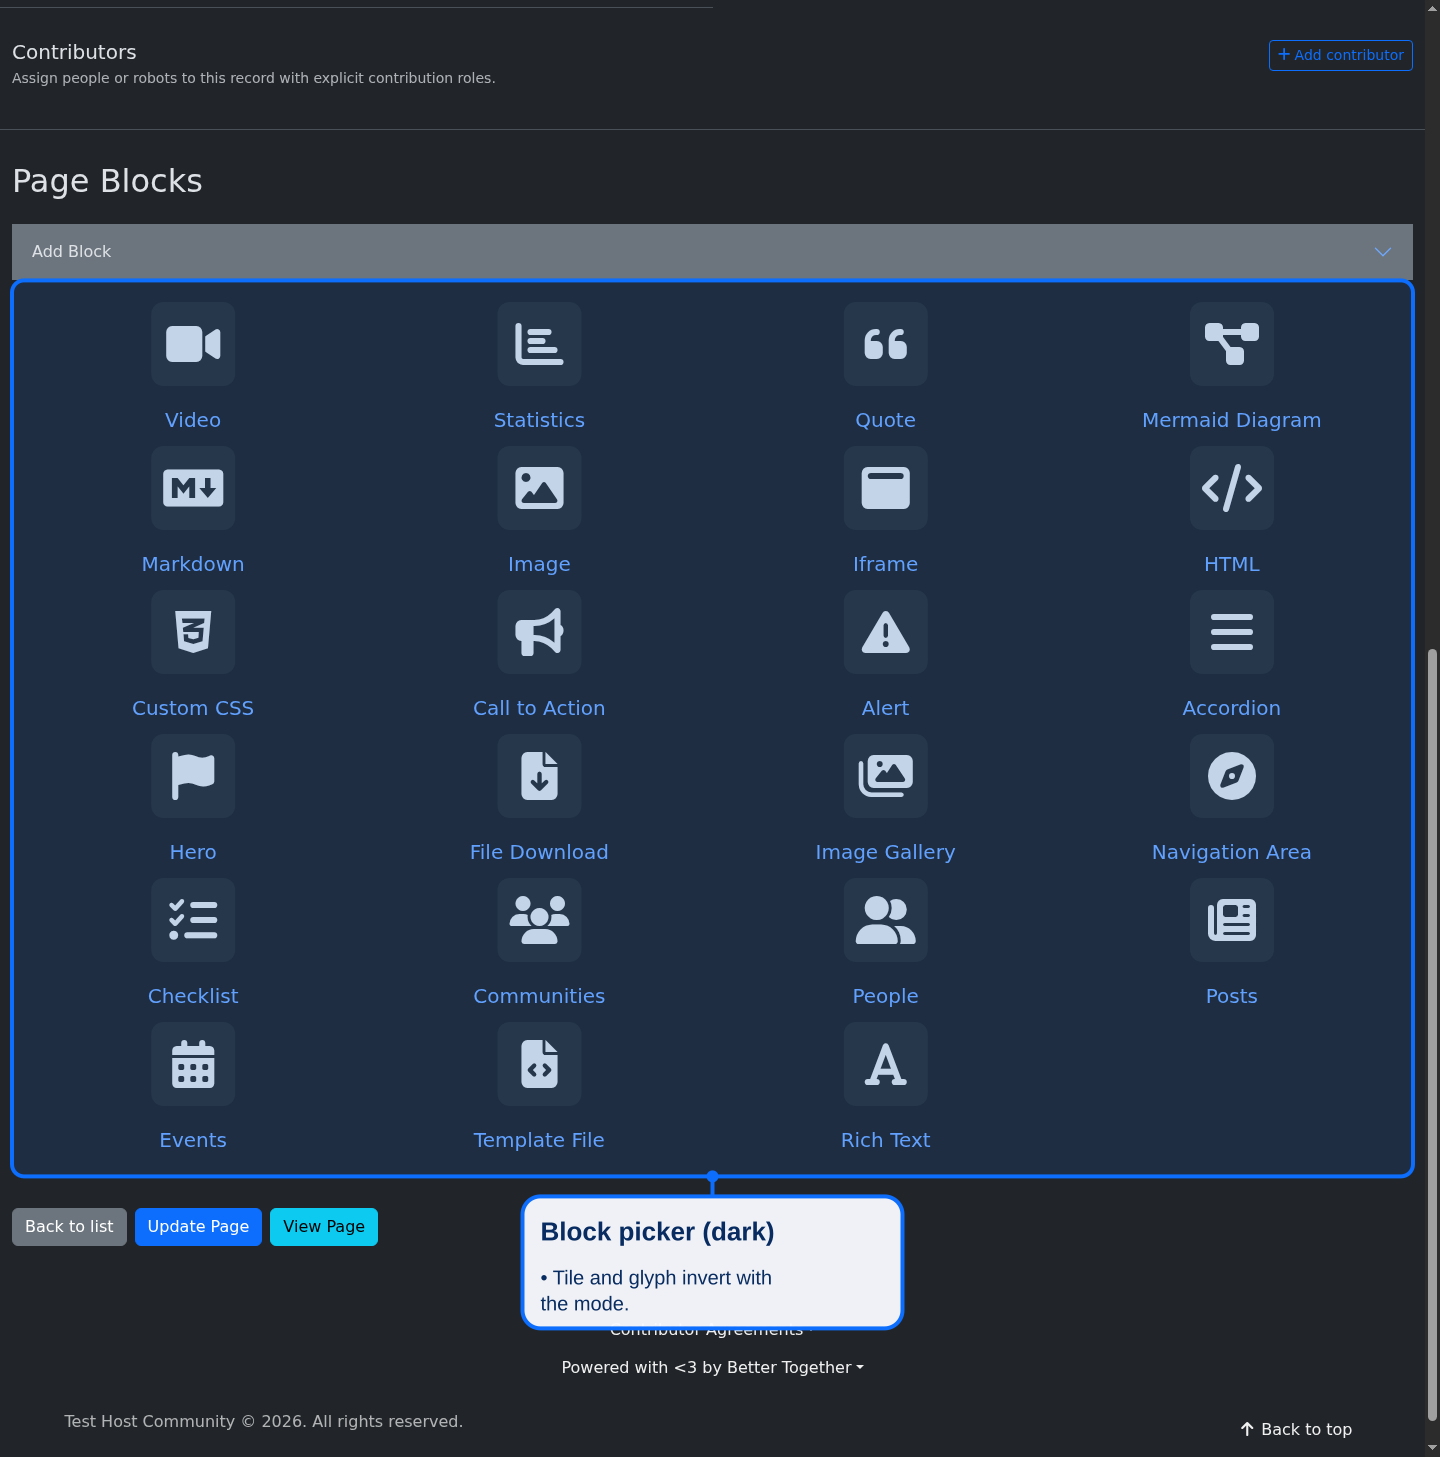 Contributors
+ Add contributor
Assign people or robots to this record with explicit contribution roles.
Page Blocks
Add Block
Video
Statistics
Quote
Mermaid Diagram
Markdown
Image
Iframe
HTML
Custom CSS
Call to Action
Alert
Accordion
Hero
File Download
Image Gallery
Navigation Area
Checklist
Communities
People
Posts
Events
Template File
Rich Text
Back to list
Update Page
View Page
Block picker (dark)
• Tile and glyph invert with
the mode.
Contributor Agreements
Powered with <3 by Better Together
Test Host Community © 2026. All rights reserved.
Back to top